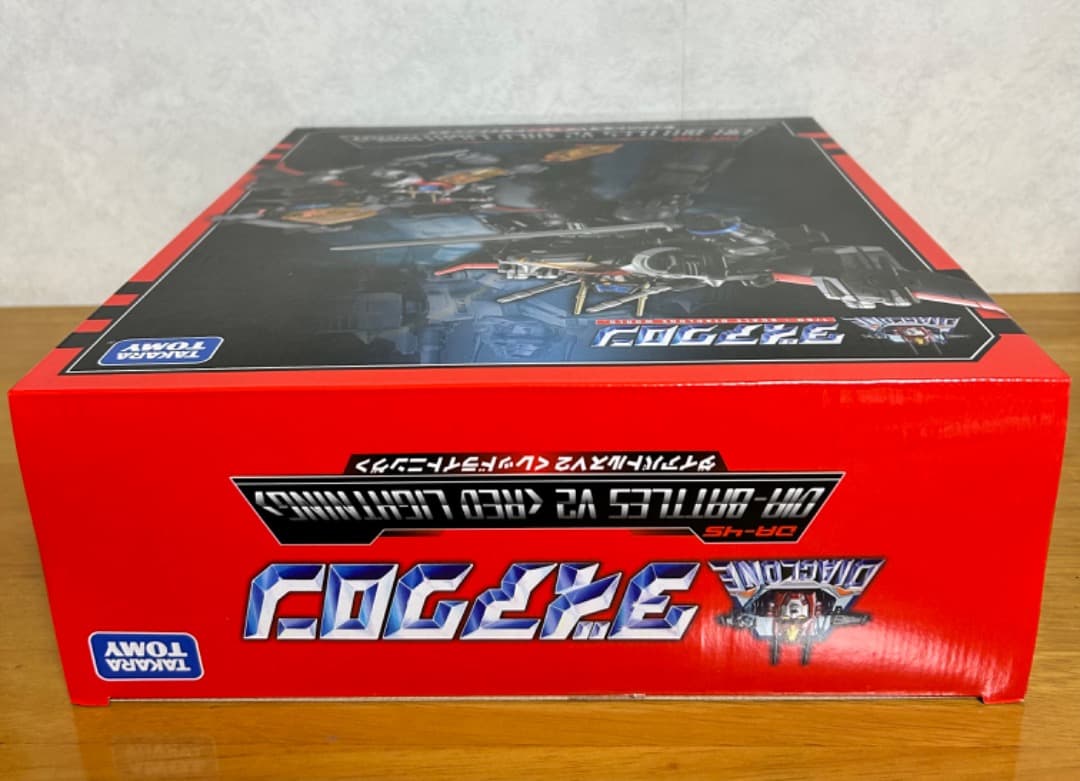 TAKARA
TOMY
DIACLONE
ダイアクロン
DIACLONE
ダイアクロン
DA-45
DIA-BATTLES V2 <RED LIGHTNING>
ダイアバトルスV2 <レッドライトニング>
TAKARA
TOMY